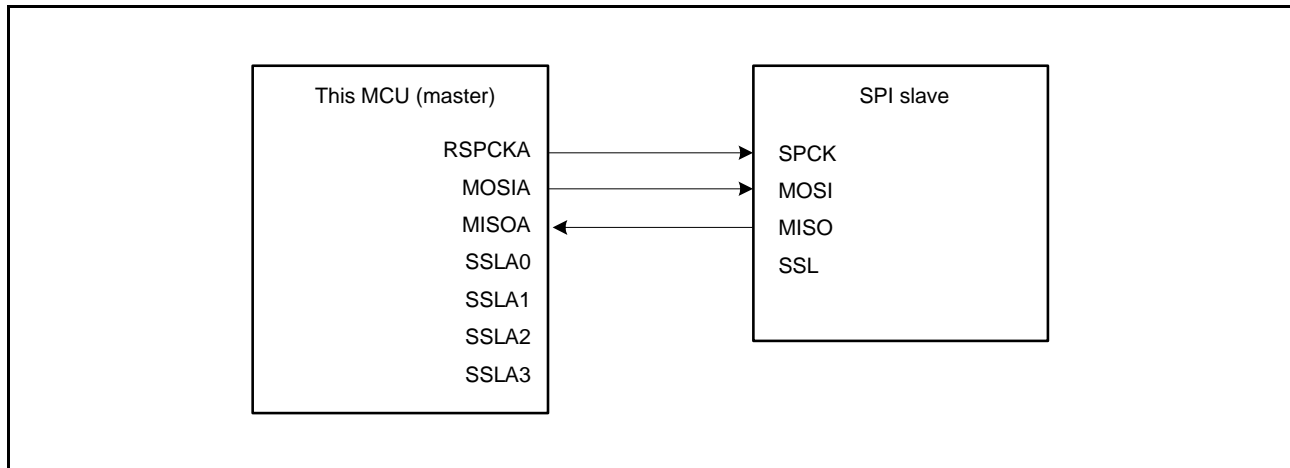 This MCU (master)
RSPCKA
MOSIA
MISOA
SSLA0
SSLA1
SSLA2
SSLA3
SPI slave
SPCK
MOSI
MISO
SSL